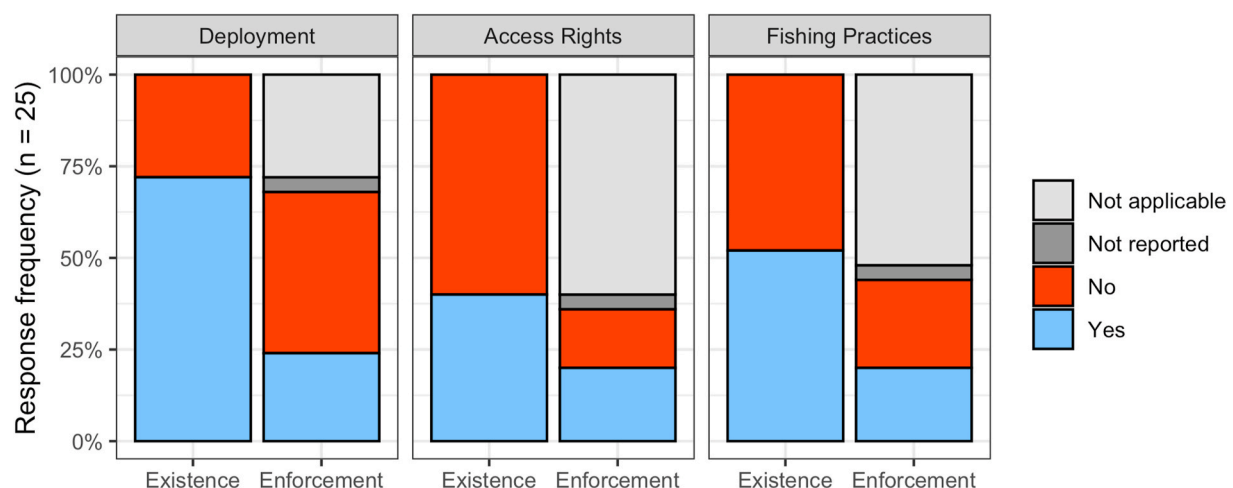 Deployment
Access Rights
Fishing Practices
Response frequency (n = 25)
100%
75%
50%
25%
0%
Existence
Enforcement
Existence
Enforcement
Existence
Enforcement
Not applicable
Not reported
No
Yes